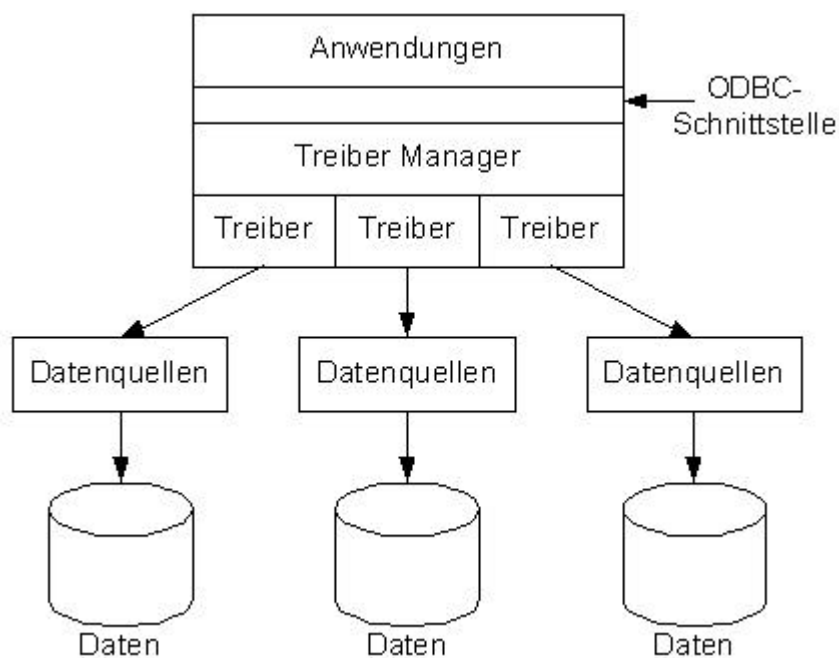 Anwendungen
ODBC-
Schnittstelle
Treiber Manager
Treiber Treiber Treiber
Datenquellen Datenquellen Datenquellen
Daten Daten Daten